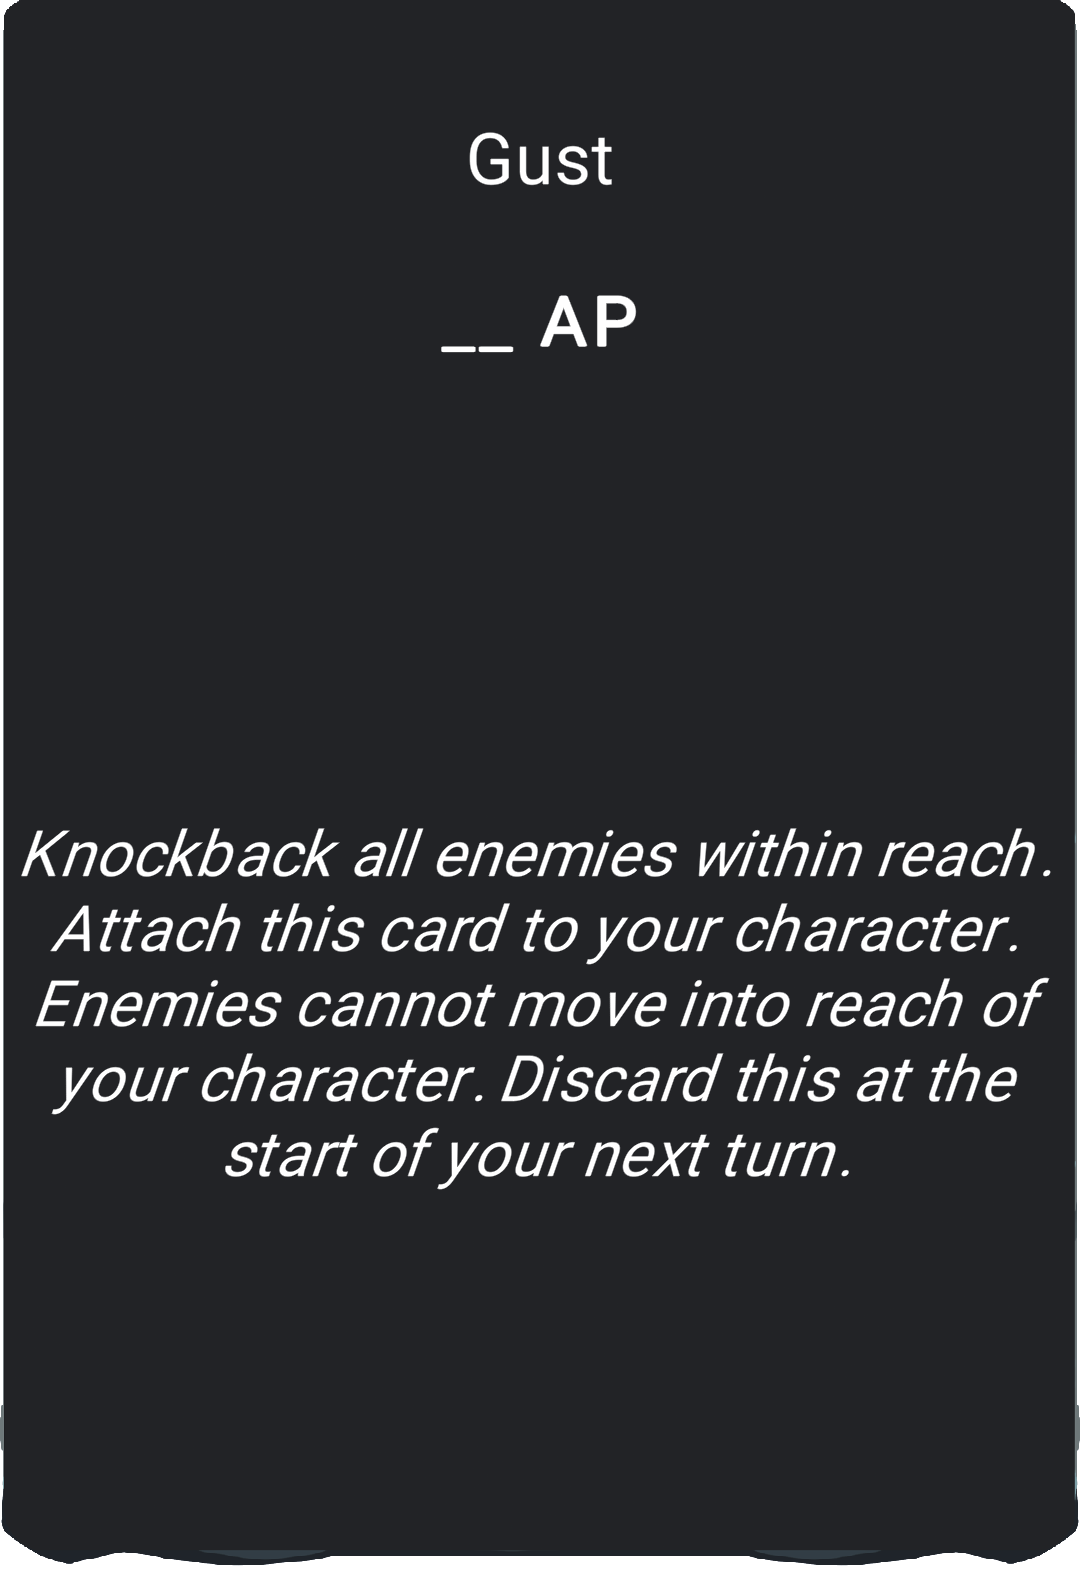 Gust
__ AP
Knockback all enemies within reach.
Attach this card to your character.
Enemies cannot move into reach of
your character. Discard this at the
start of your next turn.